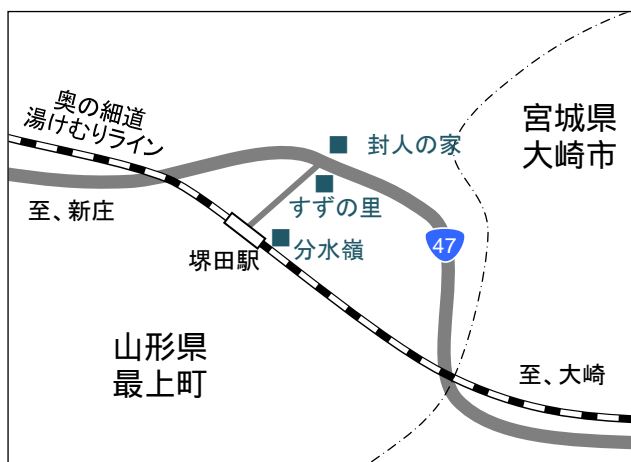 奥の細道
湯けむりライン
宮城県
大崎市
封人の家
すずの里
至、新庄
分水嶺
47
堺田駅
山形県
最上町
至、大崎